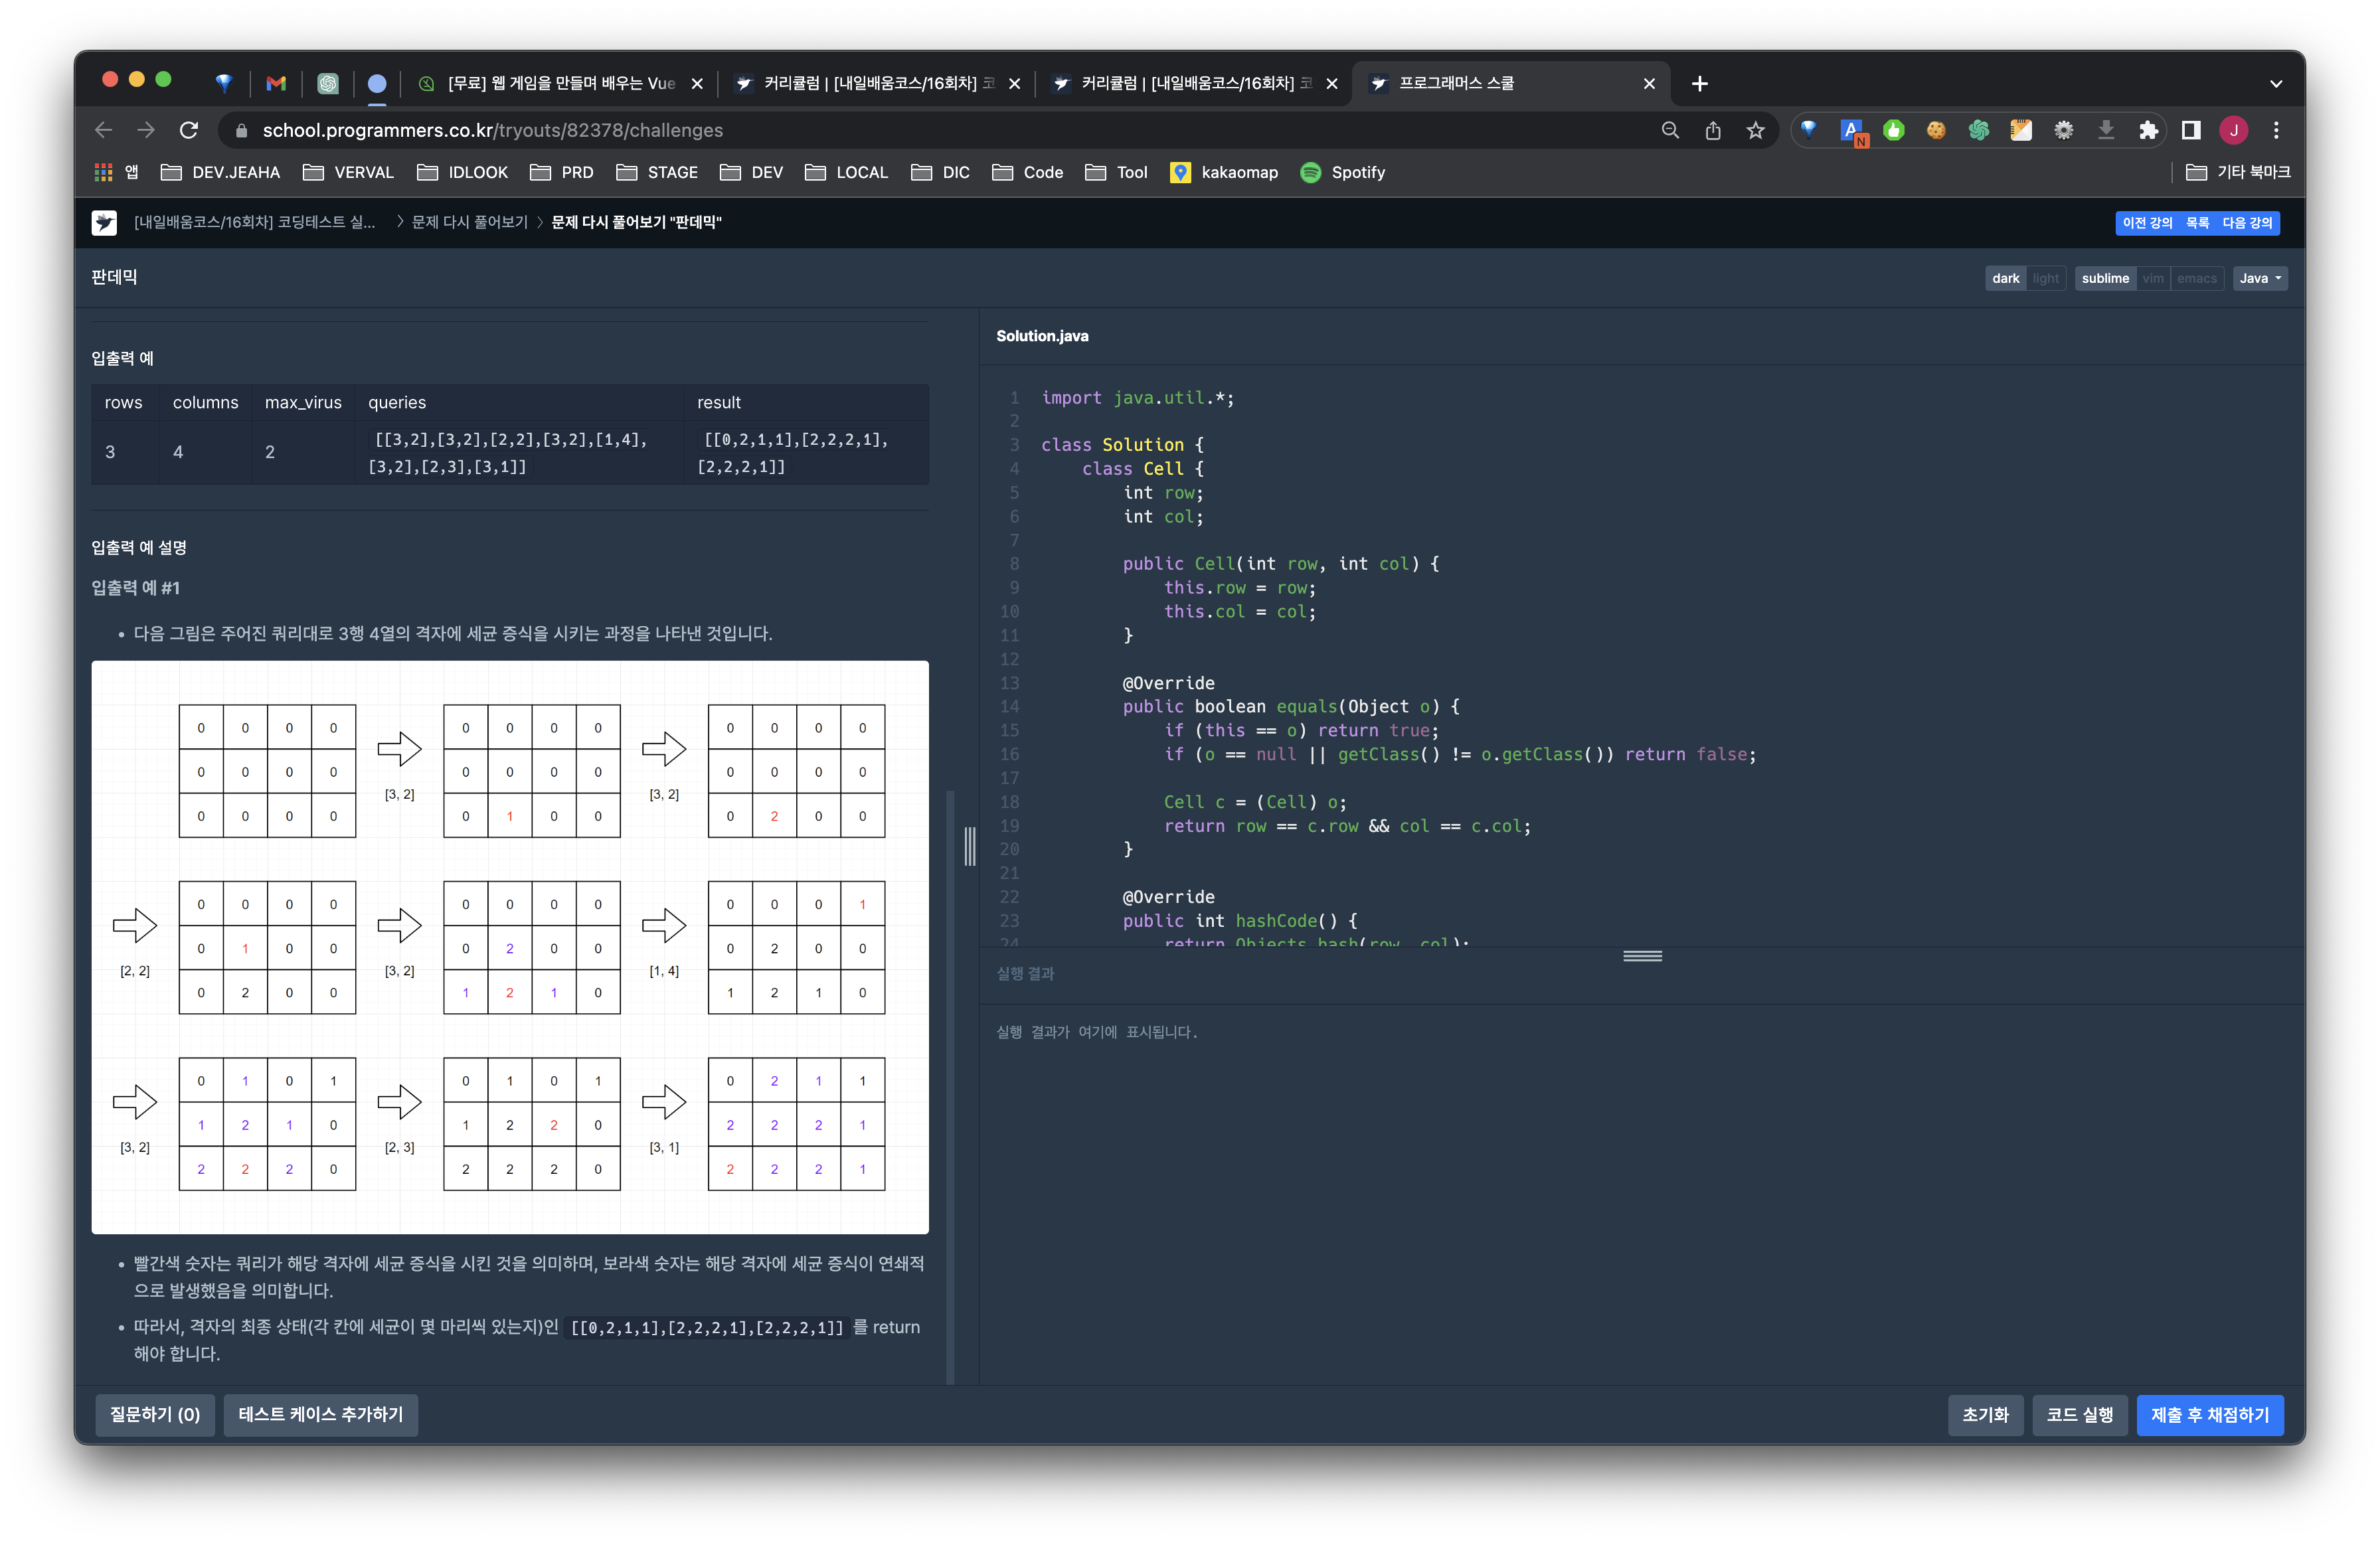 [무료] 웹 게임을 만들며 배우는 Vue
커리큘럼 | [내일배움코스/16회차] 코
커리큘럼 | [내일배움코스/16회차] 코
프로그래머스 스쿨
school.programmers.co.kr/tryouts/82378/challenges
A N J
앱 DEV.JEAHA VERVAL IDLOOK PRD STAGE DEV LOCAL DIC Code Tool kakaomap Spotify 기타 북마크
[내일배움코스/16회차] 코딩테스트 실... 문제 다시 풀어보기 문제 다시 풀어보기 "판데믹"
이전 강의 목록 다음 강의
판데믹
dark light sublime vim emacs Java
입출력 예
rows columns max_virus queries result
3 4 2 [[3,2],[3,2],[2,2],[3,2],[1,4], [[0,2,1,1],[2,2,2,1],
[3,2],[2,3],[3,1]] [2,2,2,1]]
입출력 예 설명
입출력 예 #1
• 다음 그림은 주어진 쿼리대로 3행 4열의 격자에 세균 증식을 시키는 과정을 나타낸 것입니다.
0 0 0 0 0 0 0 0 0 0 0 0
0 0 0 0 0 0 0 0 0 0 0 0
[3, 2] [3, 2]
0 0 0 0 0 1 0 0 0 2 0 0
0 0 0 0 0 0 0 0 0 0 0 1
0 1 0 0 0 2 0 0 0 2 0 0
[2, 2] [3, 2] [1, 4]
0 2 0 0 1 2 1 0 1 2 1 0
0 1 0 1 0 1 0 1 0 2 1 1
1 2 1 0 1 2 2 0 2 2 2 1
[3, 2] [2, 3] [3, 1]
2 2 2 0 2 2 2 0 2 2 2 1
• 빨간색 숫자는 쿼리가 해당 격자에 세균 증식을 시킨 것을 의미하며, 보라색 숫자는 해당 격자에 세균 증식이 연쇄적
으로 발생했음을 의미합니다.
• 따라서, 격자의 최종 상태(각 칸에 세균이 몇 마리씩 있는지)인 [[0,2,1,1],[2,2,2,1],[2,2,2,1]] 를 return
해야 합니다.
Solution.java
1 import java.util.*;
2
3 class Solution {
4 class Cell {
5 int row;
6 int col;
7
8 public Cell(int row, int col) {
9 this.row = row;
10 this.col = col;
11 }
12
13 @Override
14 public boolean equals(Object o) {
15 if (this == o) return true;
16 if (o == null || getClass() != o.getClass()) return false;
17
18 Cell c = (Cell) o;
19 return row == c.row && col == c.col;
20 }
21
22 @Override
23 public int hashCode() {
24 return Objects.hash(row, col);
실행 결과
실행 결과가 여기에 표시됩니다.
질문하기 (0) 테스트 케이스 추가하기
초기화 코드 실행 제출 후 채점하기